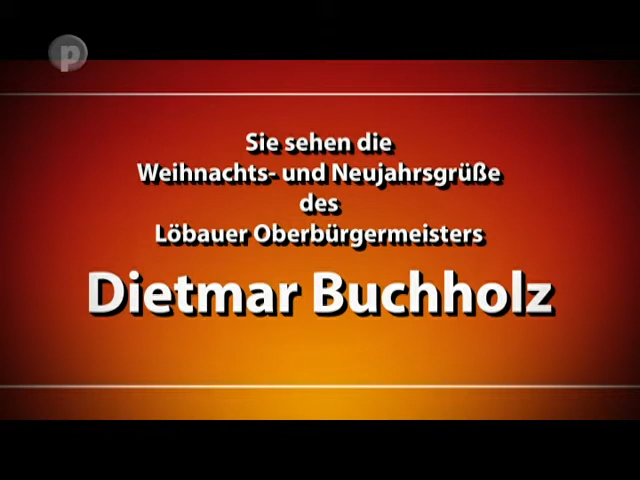 p
Sie sehen die
Weihnachts- und Neujahrsgrüße
des
Löbauer Oberbürgermeisters
Dietmar Buchholz